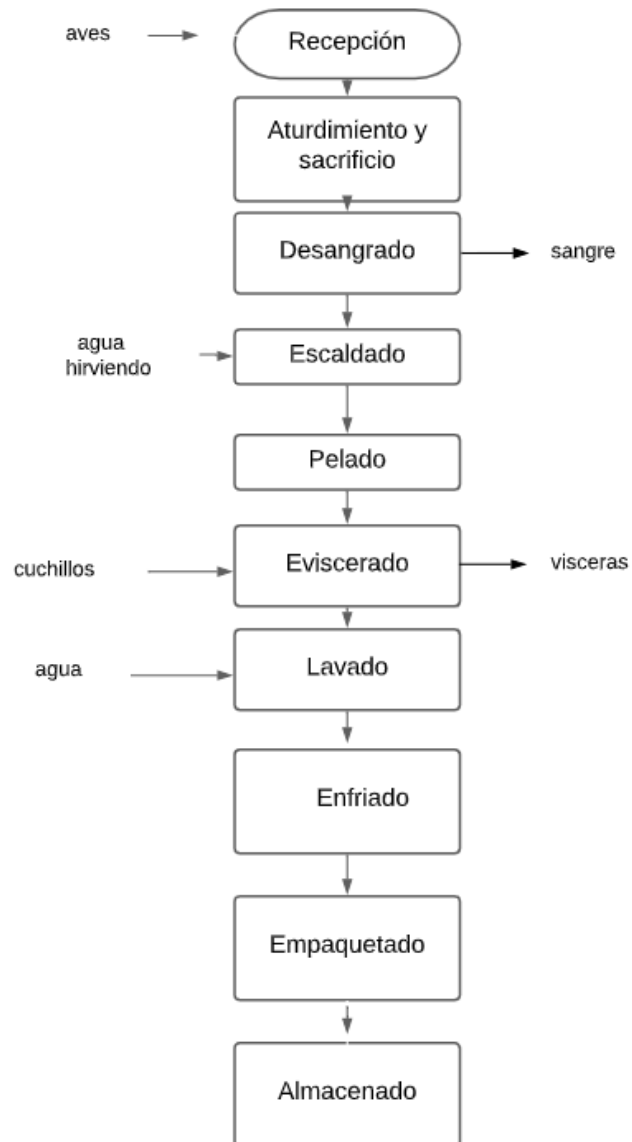 aves
Recepción
Aturdimiento y
sacrificio
Desangrado
sangre
agua
hirviendo
Escaldado
Pelado
cuchillos
Eviscerado
visceras
agua
Lavado
Enfriado
Empaquetado
Almacenado